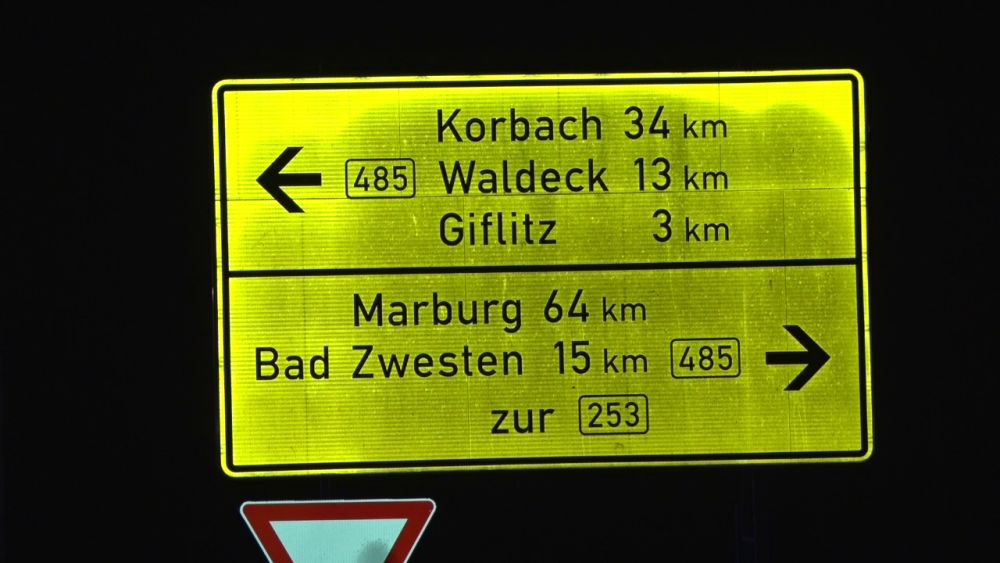 Korbach 34 km
485 Waldeck 13 km
Giflitz 3 km
Marburg 64 km
Bad Zwesten 15 km 485
zur 253